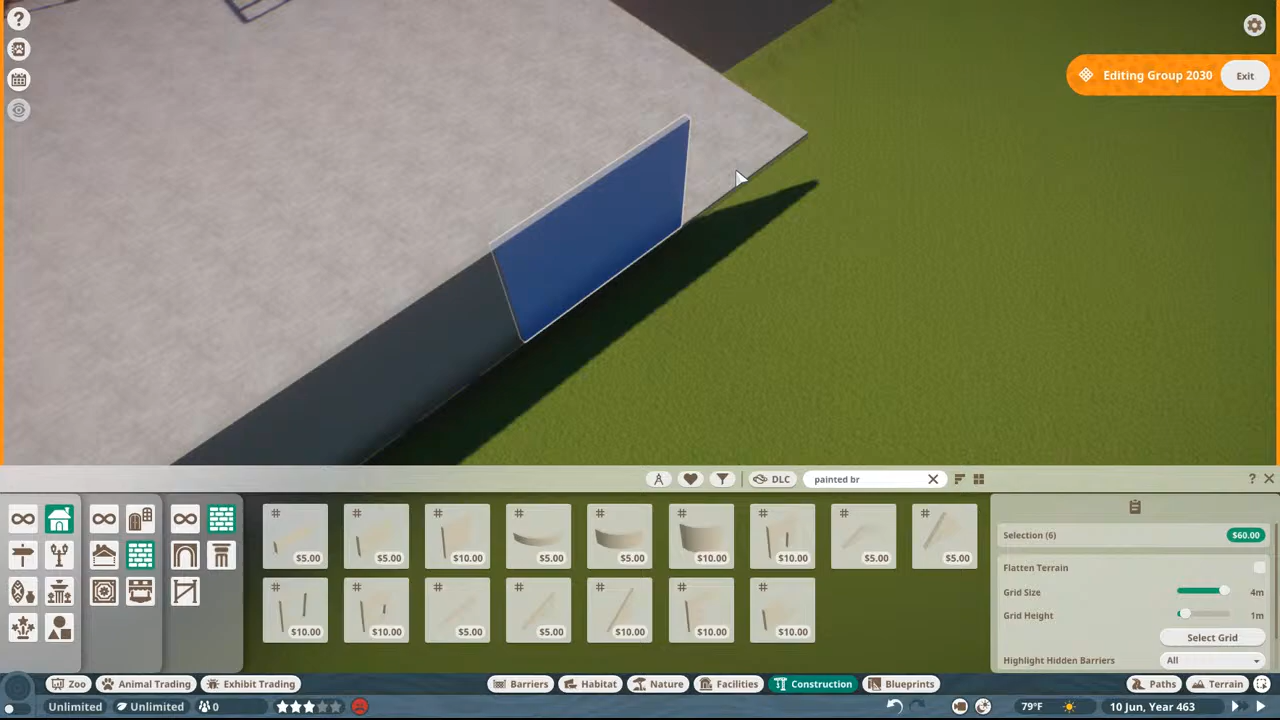 ?
Editing Group 2030 Exit
DLC painted br
? ×
$5.00 $5.00 $10.00 $5.00 $5.00 $10.00 $10.00 $5.00 $5.00
$10.00 $10.00 $5.00 $5.00 $10.00 $10.00 $10.00
Selection (6) $60.00
Flatten Terrain
Grid Size 4m
Grid Height 1m
Select Grid
Highlight Hidden Barriers All
Zoo Animal Trading Exhibit Trading Barriers Habitat Nature Facilities Construction Blueprints Paths Terrain
Unlimited Unlimited 0 79°F 10 Jun, Year 463